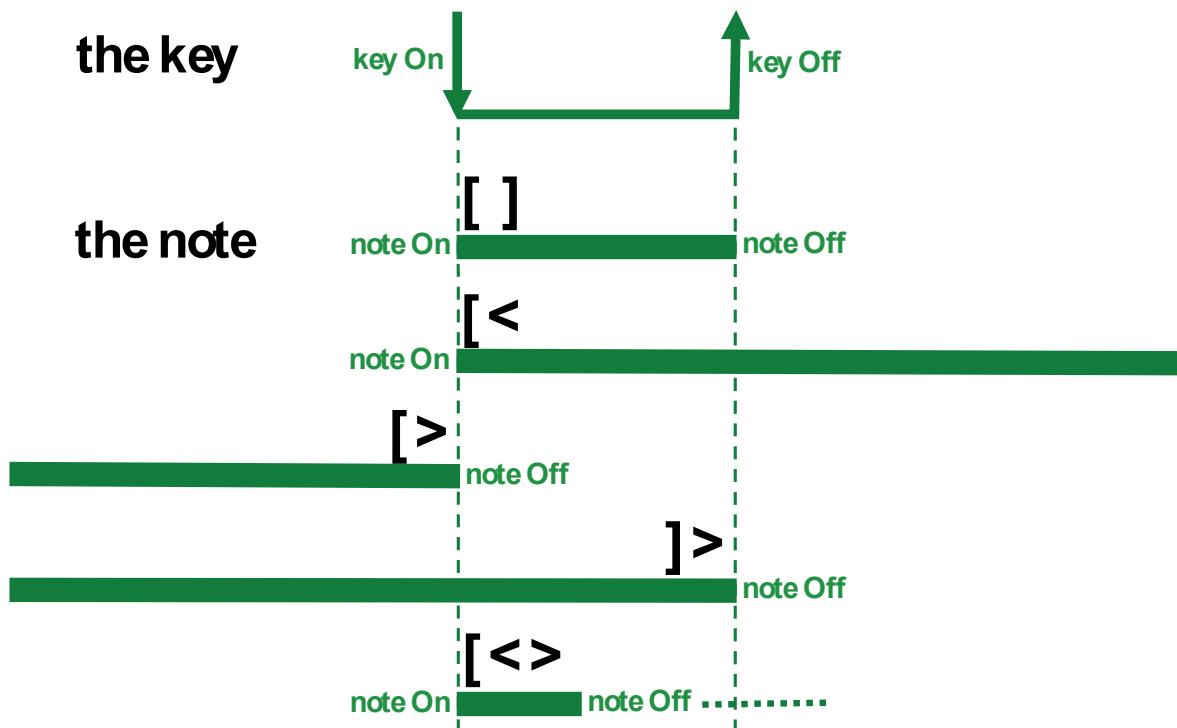 the key
key On
key Off
[ ]
the note
note On
note Off
[<
note On
[>
note Off
]>
note Off
[<>
note On
note Off